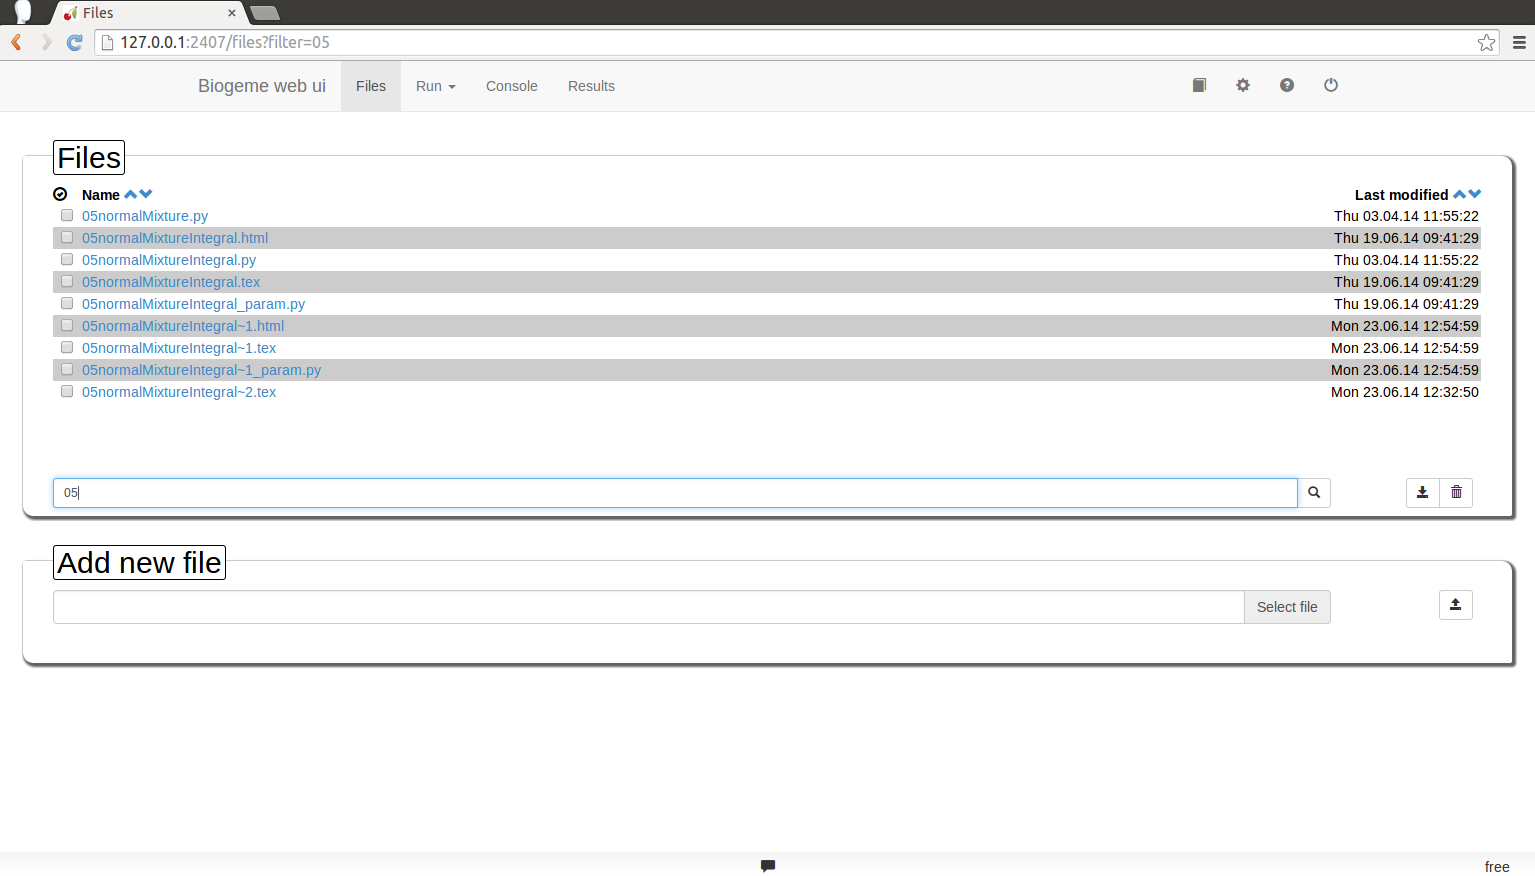 Files
127.0.0.1:2407/files?filter=05
Biogeme web ui Files Run Console Results
Files
Name Last modified
05normalMixture.py Thu 03.04.14 11:55:22
05normalMixtureIntegral.html Thu 19.06.14 09:41:29
05normalMixtureIntegral.py Thu 03.04.14 11:55:22
05normalMixtureIntegral.tex Thu 19.06.14 09:41:29
05normalMixtureIntegral_param.py Thu 19.06.14 09:41:29
05normalMixtureIntegral~1.html Mon 23.06.14 12:54:59
05normalMixtureIntegral~1.tex Mon 23.06.14 12:54:59
05normalMixtureIntegral~1_param.py Mon 23.06.14 12:54:59
05normalMixtureIntegral~2.tex Mon 23.06.14 12:32:50
05
Add new file
Select file
free